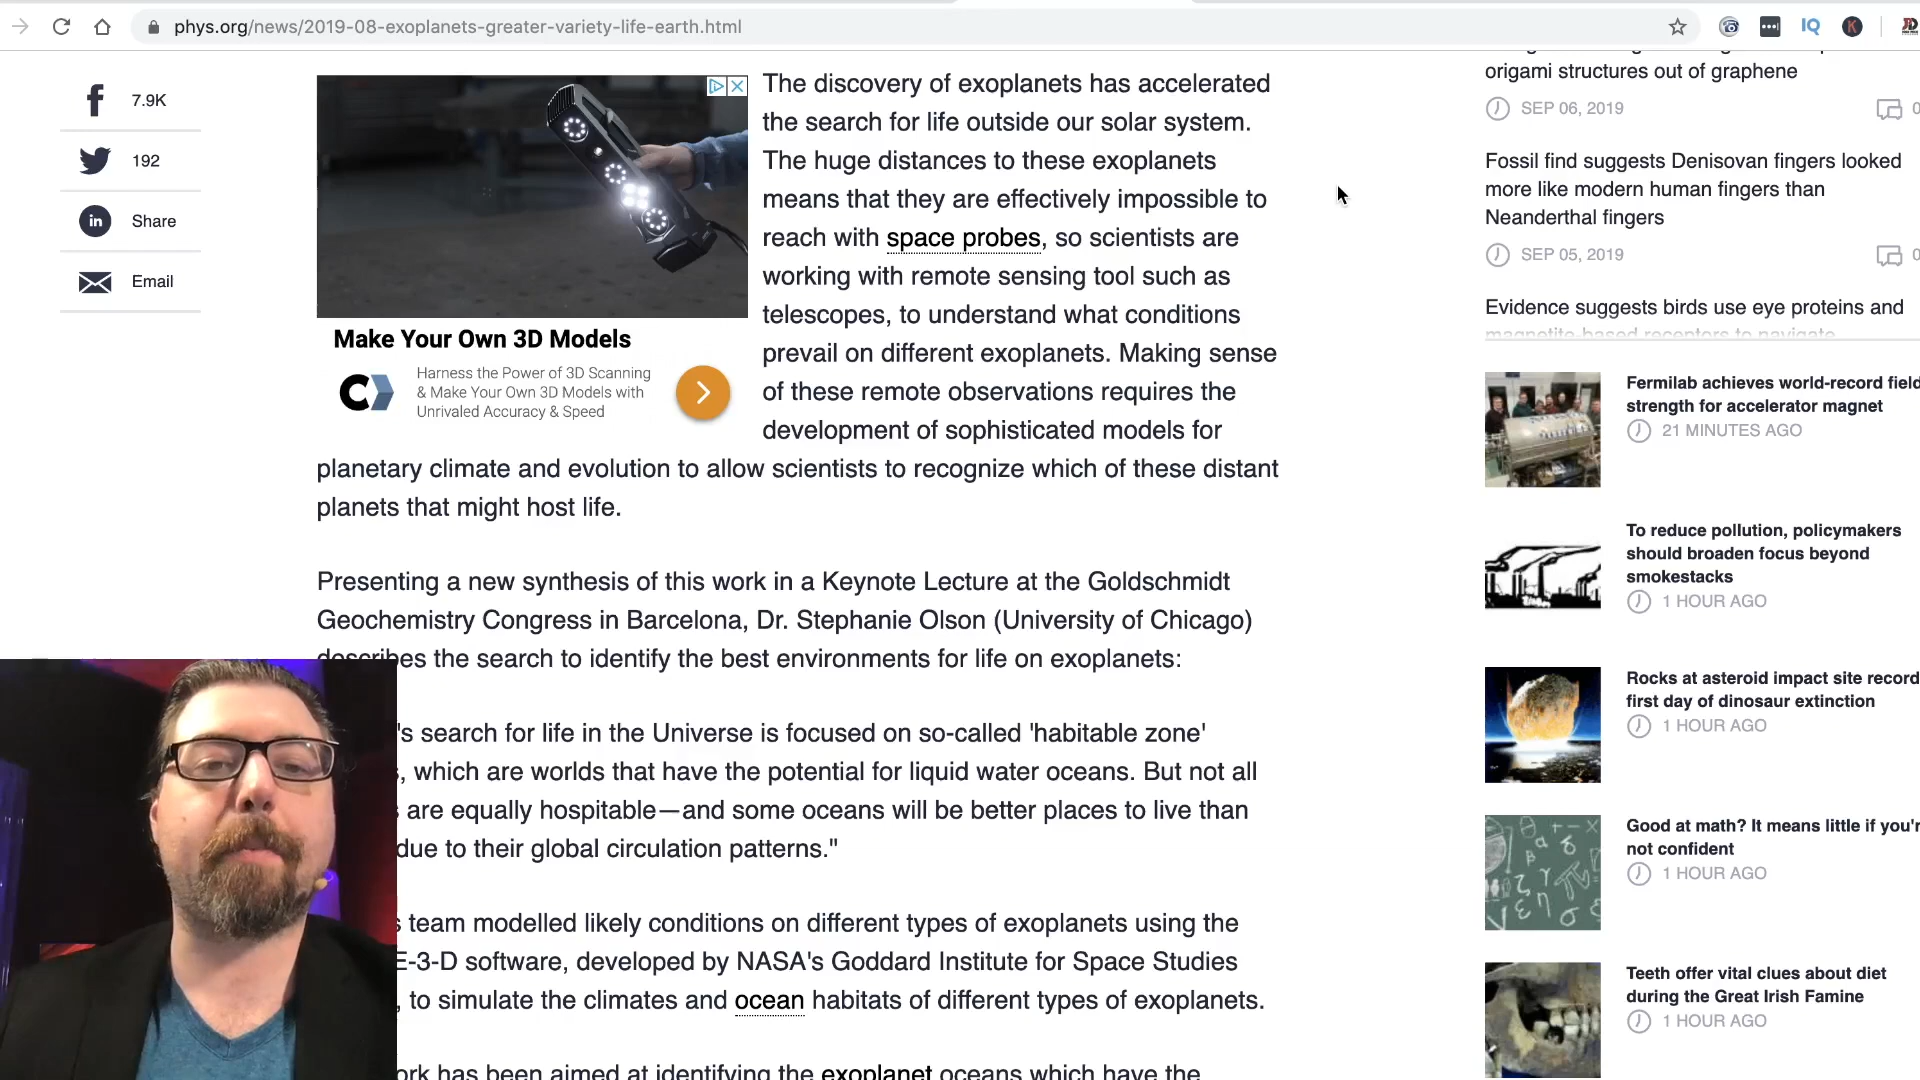 phys.org/news/2019-08-exoplanets-greater-variety-life-earth.html
IQ
K
7.9K
192
in
Share
Email
Make Your Own 3D Models
Harness the Power of 3D Scanning
& Make Your Own 3D Models with
Unrivaled Accuracy & Speed
The discovery of exoplanets has accelerated
the search for life outside our solar system.
The huge distances to these exoplanets
means that they are effectively impossible to
reach with space probes, so scientists are
working with remote sensing tool such as
telescopes, to understand what conditions
prevail on different exoplanets. Making sense
of these remote observations requires the
development of sophisticated models for
planetary climate and evolution to allow scientists to recognize which of these distant
planets that might host life.
Presenting a new synthesis of this work in a Keynote Lecture at the Goldschmidt
Geochemistry Congress in Barcelona, Dr. Stephanie Olson (University of Chicago)
describes the search to identify the best environments for life on exoplanets:
's search for life in the Universe is focused on so-called 'habitable zone'
, which are worlds that have the potential for liquid water oceans. But not all
are equally hospitable—and some oceans will be better places to live than
due to their global circulation patterns."
team modelled likely conditions on different types of exoplanets using the
E-3-D software, developed by NASA's Goddard Institute for Space Studies
, to simulate the climates and ocean habitats of different types of exoplanets.
ork has been aimed at identifying the exoplanet oceans which have the
origami structures out of graphene
SEP 06, 2019
0
Fossil find suggests Denisovan fingers looked
more like modern human fingers than
Neanderthal fingers
SEP 05, 2019
0
Evidence suggests birds use eye proteins and
magnetite-based receptors to navigate
Fermilab achieves world-record field
strength for accelerator magnet
21 MINUTES AGO
To reduce pollution, policymakers
should broaden focus beyond
smokestacks
1 HOUR AGO
Rocks at asteroid impact site record
first day of dinosaur extinction
1 HOUR AGO
Good at math? It means little if you'r
not confident
1 HOUR AGO
Teeth offer vital clues about diet
during the Great Irish Famine
1 HOUR AGO